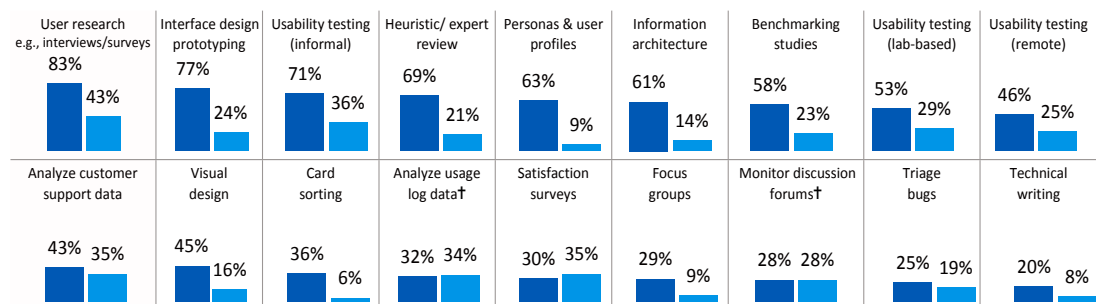 User research
e.g., interviews/surveys
83%
43%
Interface design
prototyping
77%
24%
Usability testing
(informal)
71%
36%
Heuristic/ expert
review
69%
21%
Personas & user
profiles
63%
9%
Information
architecture
61%
14%
Benchmarking
studies
58%
23%
Usability testing
(lab-based)
53%
29%
Usability testing
(remote)
46%
25%
Analyze customer
support data
43%
35%
Visual
design
45%
16%
Card
sorting
36%
6%
Analyze usage
log data†
32%
34%
Satisfaction
surveys
30%
35%
Focus
groups
29%
9%
Monitor discussion
forums†
28%
28%
Triage
bugs
25%
19%
Technical
writing
20%
8%